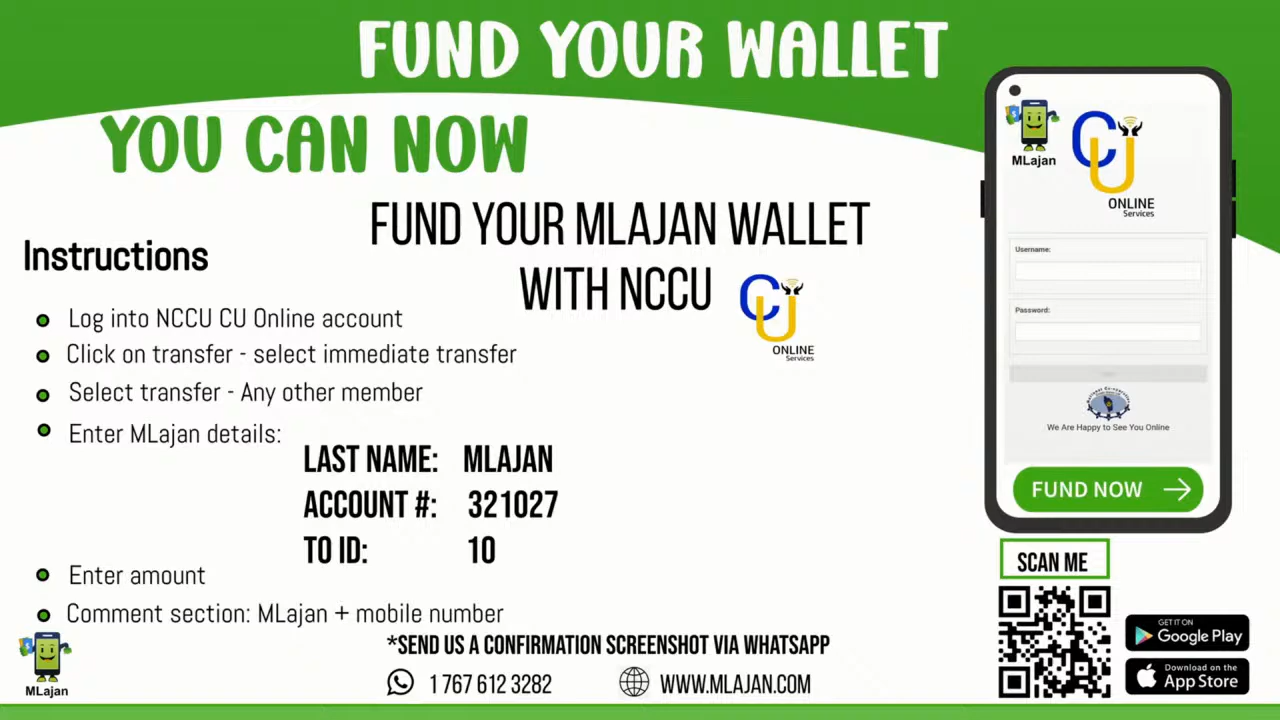 FUND YOUR WALLET
YOU CAN NOW
FUND YOUR MLAJAN WALLET
WITH NCCU
CU
ONLINE
Services
Instructions
Log into NCCU CU Online account
Click on transfer - select immediate transfer
Select transfer - Any other member
Enter MLajan details:
LAST NAME: MLAJAN
ACCOUNT #: 321027
TO ID: 10
Enter amount
Comment section: MLajan + mobile number
*SEND US A CONFIRMATION SCREENSHOT VIA WHATSAPP
1 767 612 3282
WWW.MLAJAN.COM
MLajan
MLajan
CU
ONLINE
Services
Username:
Password:
We Are Happy to See You Online
FUND NOW
SCAN ME
GET IT ON
Google Play
Download on the
App Store